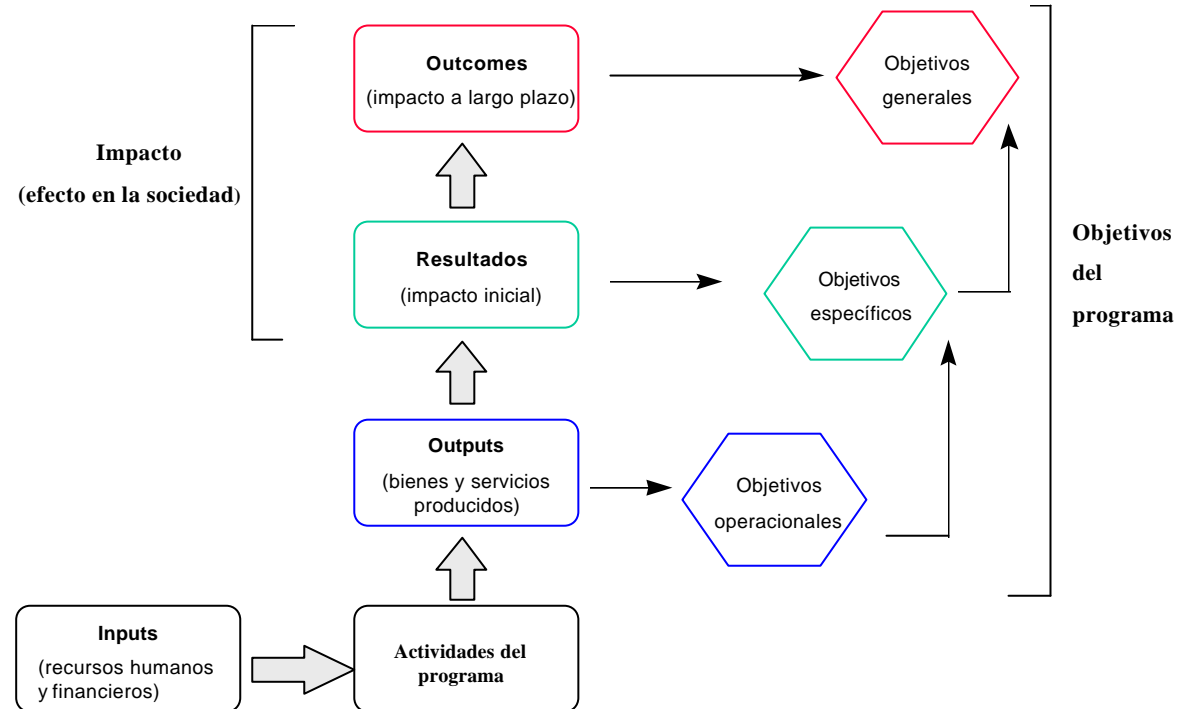 Outcomes
(impacto a largo plazo)
Objetivos
generales
Impacto
(efecto en la sociedad)
Resultados
(impacto inicial)
Objetivos
específicos
Objetivos
del
programa
Outputs
(bienes y servicios
producidos)
Objetivos
operacionales
Inputs
(recursos humanos
y financieros)
Actividades del
programa